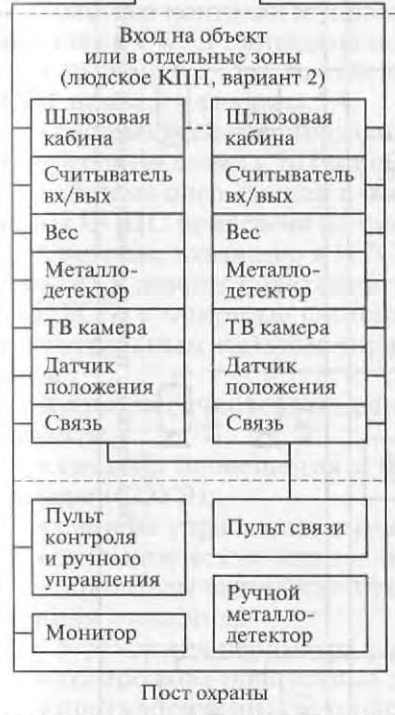 Вход на объект
или в отдельные зоны
(людское КПП, вариант 2)
Шлюзовая
кабина
Считыватель
вх/вых
Вес
Металло-
детектор
ТВ камера
Датчик
положения
Связь
Шлюзовая
кабина
Считыватель
вх/вых
Вес
Металло-
детектор
ТВ камера
Датчик
положения
Связь
Пульт
контроля
и ручного
управления
Монитор
Пульт связи
Ручной
металло-
детектор
Пост охраны